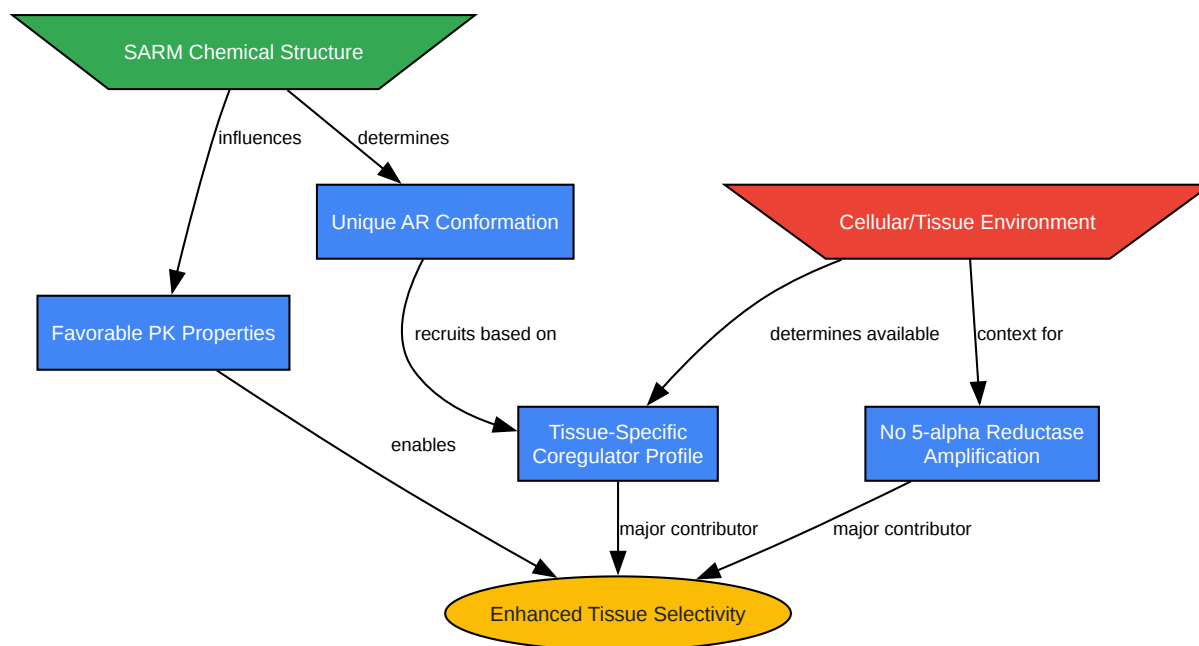 SARM Chemical Structure
influences
determines
Unique AR Conformation
Cellular/Tissue Environment
Favorable PK Properties
recruits based on
determines available
context for
Tissue-Specific
Coregulator Profile
No 5-alpha Reductase
Amplification
enables
major contributor
major contributor
Enhanced Tissue Selectivity